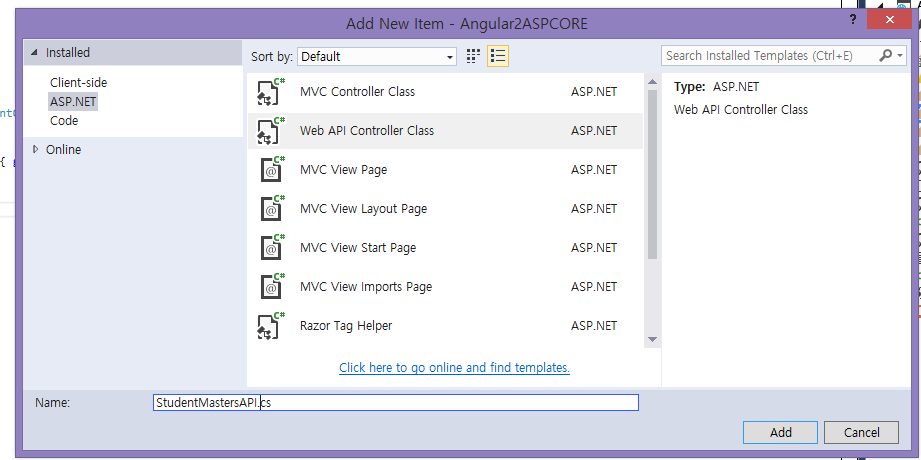 Add New Item - Angular2ASPCORE
?
Installed
Sort by: Default
Search Installed Templates (Ctrl+E)
Client-side
ASP.NET
Code
Online
C# MVC Controller Class ASP.NET
C# Web API Controller Class ASP.NET
C# MVC View Page ASP.NET
C# MVC View Layout Page ASP.NET
C# MVC View Start Page ASP.NET
C# MVC View Imports Page ASP.NET
C# Razor Tag Helper ASP.NET
Type: ASP.NET
Web API Controller Class
Click here to go online and find templates.
Name: StudentMastersAPI.cs
Add Cancel